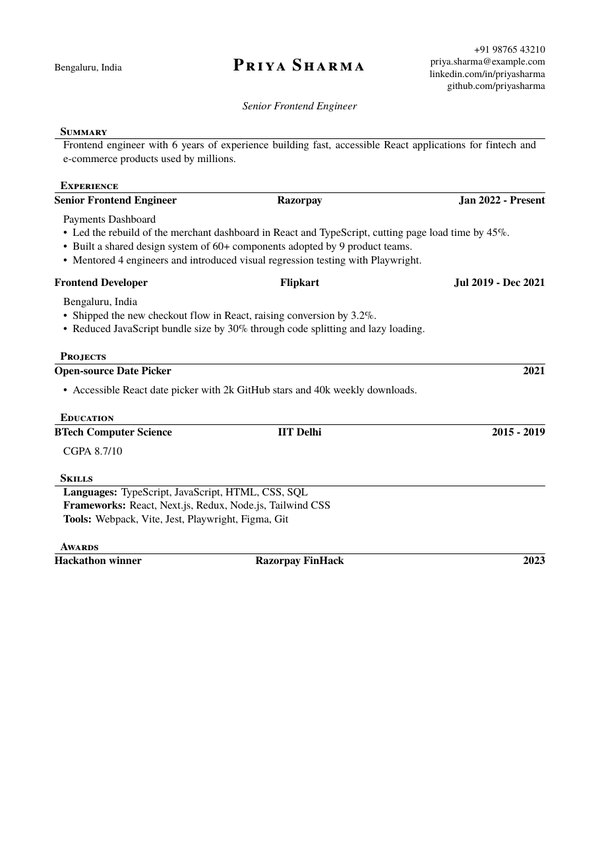 +91 98765 43210
Bengaluru, India
Priya Sharma
priya.sharma@example.com
linkedin.com/in/priyasharma
github.com/priyasharma
Senior Frontend Engineer
Summary
Frontend engineer with 6 years of experience building fast, accessible React applications for fintech and
e-commerce products used by millions.
Experience
Senior Frontend Engineer Razorpay Jan 2022 - Present
Payments Dashboard
• Led the rebuild of the merchant dashboard in React and TypeScript, cutting page load time by 45%.
• Built a shared design system of 60+ components adopted by 9 product teams.
• Mentored 4 engineers and introduced visual regression testing with Playwright.
Frontend Developer Flipkart Jul 2019 - Dec 2021
Bengaluru, India
• Shipped the new checkout flow in React, raising conversion by 3.2%.
• Reduced JavaScript bundle size by 30% through code splitting and lazy loading.
Projects
Open-source Date Picker 2021
• Accessible React date picker with 2k GitHub stars and 40k weekly downloads.
Education
BTech Computer Science IIT Delhi 2015 - 2019
CGPA 8.7/10
Skills
Languages: TypeScript, JavaScript, HTML, CSS, SQL
Frameworks: React, Next.js, Redux, Node.js, Tailwind CSS
Tools: Webpack, Vite, Jest, Playwright, Figma, Git
Awards
Hackathon winner Razorpay FinHack 2023